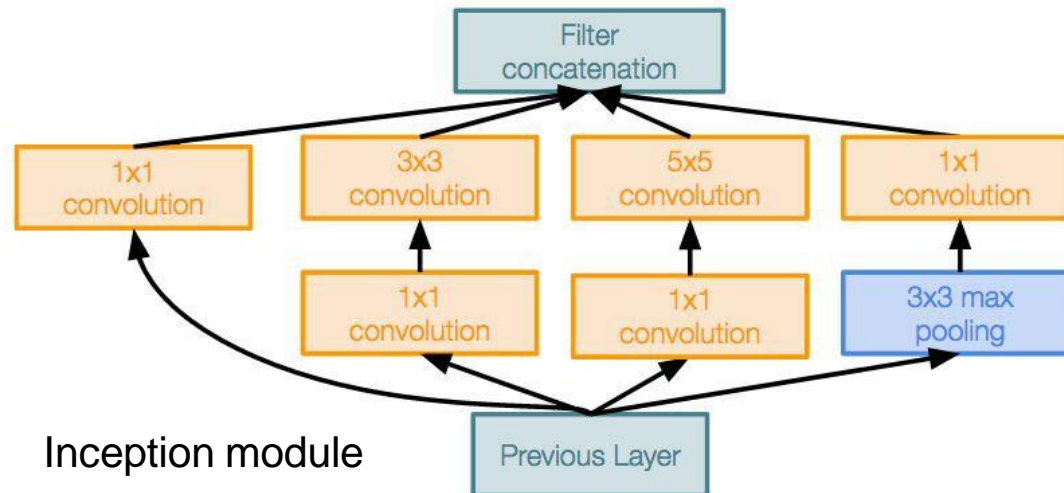 Filter
concatenation
1x1
convolution
3x3
convolution
5x5
convolution
1x1
convolution
1x1
convolution
1x1
convolution
3x3 max
pooling
Inception module
Previous Layer